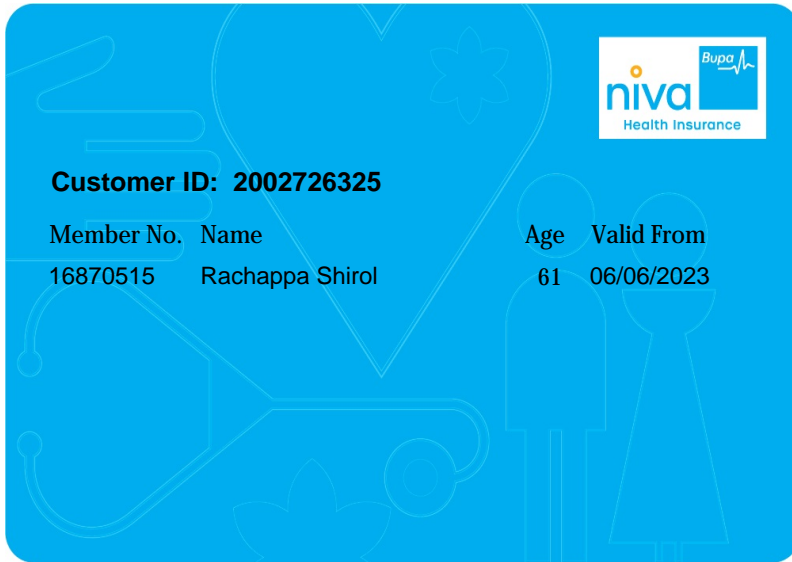 Bupa
niva
Health Insurance
Customer ID: 2002726325
Member No. Name Age Valid From
16870515 Rachappa Shirol 61 06/06/2023